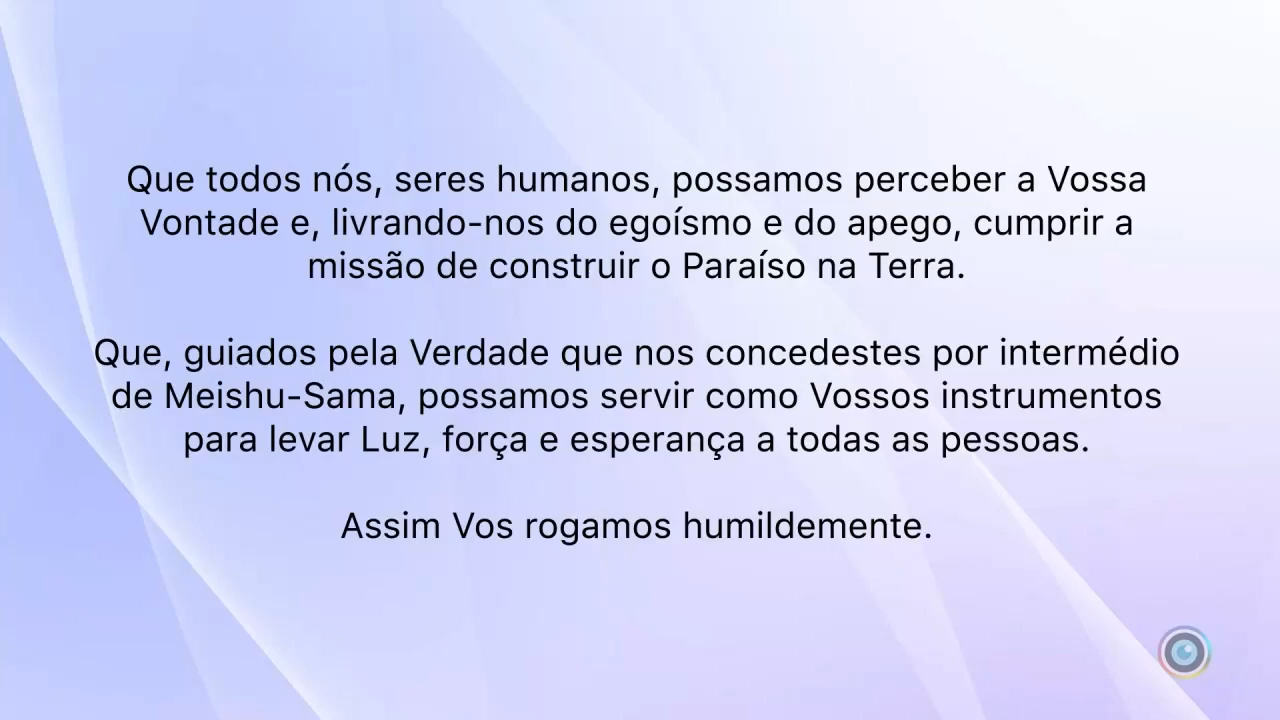 Que todos nós, seres humanos, possamos perceber a Vossa
Vontade e, livrando-nos do egoísmo e do apego, cumprir a
missão de construir o Paraíso na Terra.
Que, guiados pela Verdade que nos concedestes por intermédio
de Meishu-Sama, possamos servir como Vossos instrumentos
para levar Luz, força e esperança a todas as pessoas.
Assim Vos rogamos humildemente.